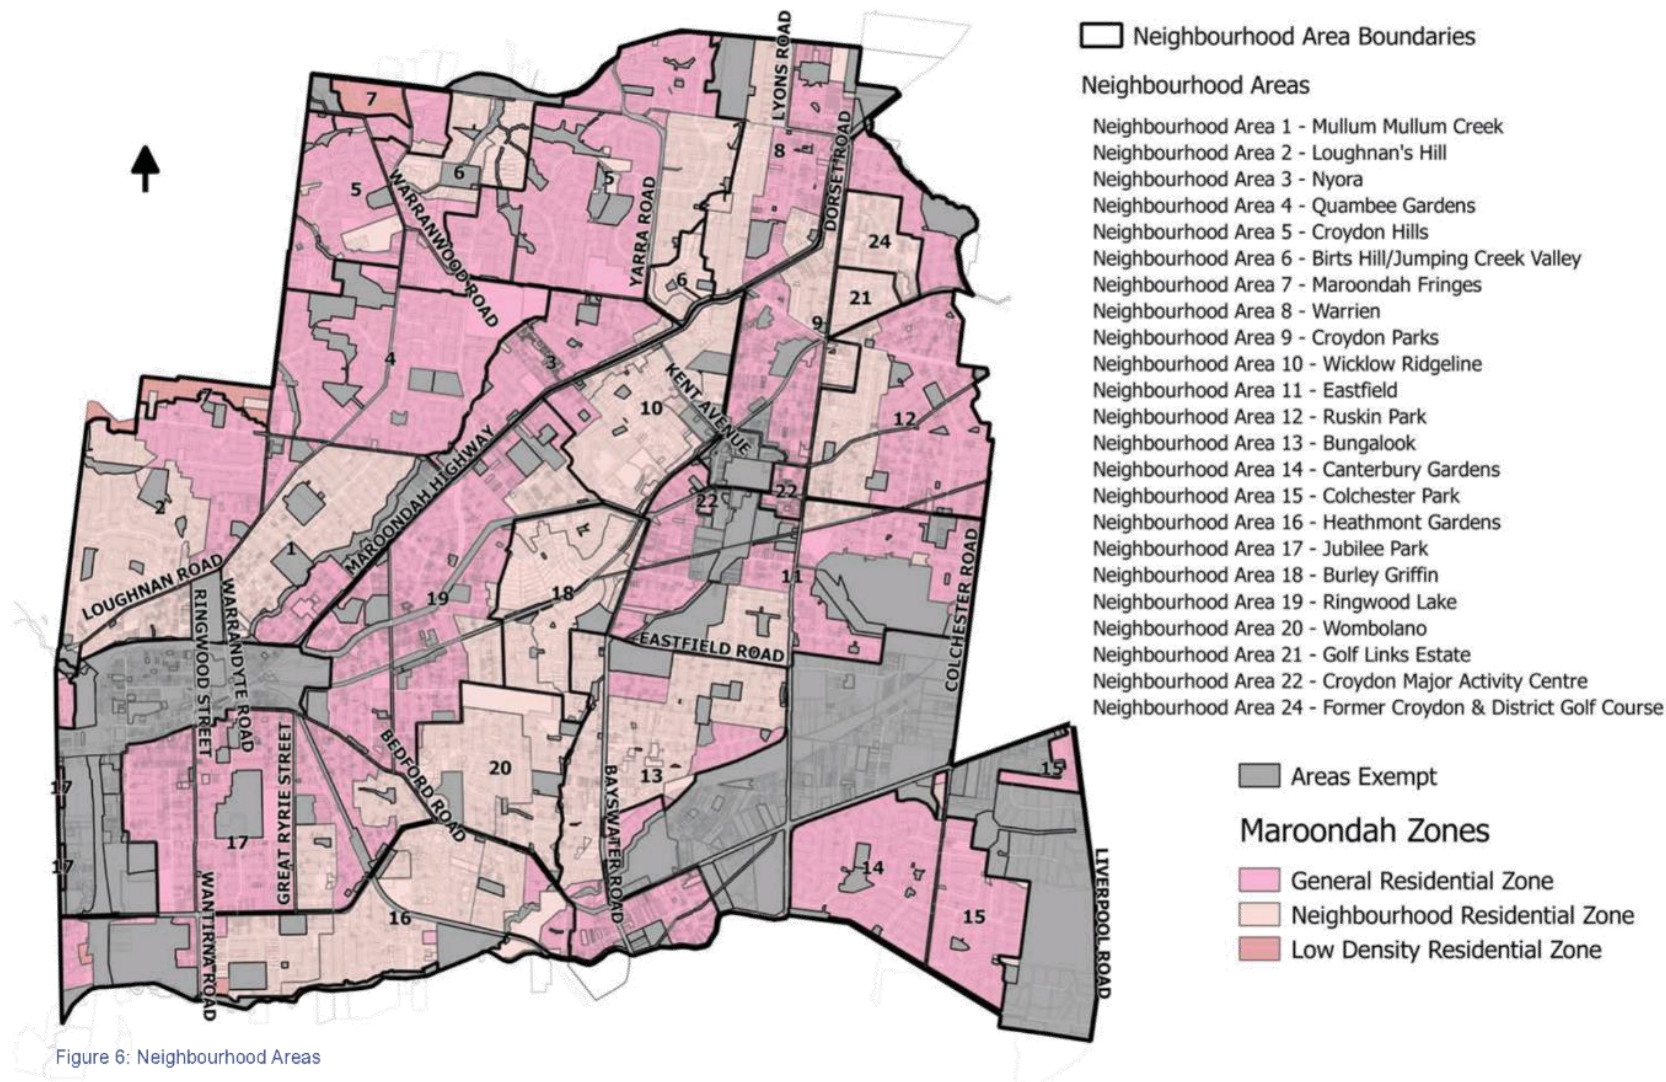 Neighbourhood Area Boundaries
Neighbourhood Areas
Neighbourhood Area 1 - Mullum Mullum Creek
Neighbourhood Area 2 - Loughnan's Hill
Neighbourhood Area 3 - Nyora
Neighbourhood Area 4 - Quambee Gardens
Neighbourhood Area 5 - Croydon Hills
Neighbourhood Area 6 - Birts Hill/Jumping Creek Valley
Neighbourhood Area 7 - Maroondah Fringes
Neighbourhood Area 8 - Warrien
Neighbourhood Area 9 - Croydon Parks
Neighbourhood Area 10 - Wicklow Ridgeline
Neighbourhood Area 11 - Eastfield
Neighbourhood Area 12 - Ruskin Park
Neighbourhood Area 13 - Bungalook
Neighbourhood Area 14 - Canterbury Gardens
Neighbourhood Area 15 - Colchester Park
Neighbourhood Area 16 - Heathmont Gardens
Neighbourhood Area 17 - Jubilee Park
Neighbourhood Area 18 - Burley Griffin
Neighbourhood Area 19 - Ringwood Lake
Neighbourhood Area 20 - Wombolano
Neighbourhood Area 21 - Golf Links Estate
Neighbourhood Area 22 - Croydon Major Activity Centre
Neighbourhood Area 24 - Former Croydon & District Golf Course
Areas Exempt
Maroondah Zones
General Residential Zone
Neighbourhood Residential Zone
Low Density Residential Zone
LYONS ROAD
7
8
DORSET ROAD
6
5
5
WARRANWOOD ROAD
YARRA ROAD
24
6
21
9
3
4
KENT AVENUE
7
10
12
MAROONDAH HIGHWAY
22
22
2
1
LOUGHNAN ROAD
11
19
18
EASTFIELD ROAD
COLCHESTER ROAD
RINGWOOD STREET
WARRANDYTE ROAD
BEDFORD ROAD
20
13
15
17
GREAT RYRIE STREET
BAYSWATER ROAD
17
17
14
LIVERPOOL ROAD
WANTIRNA ROAD
16
15
Figure 6: Neighbourhood Areas